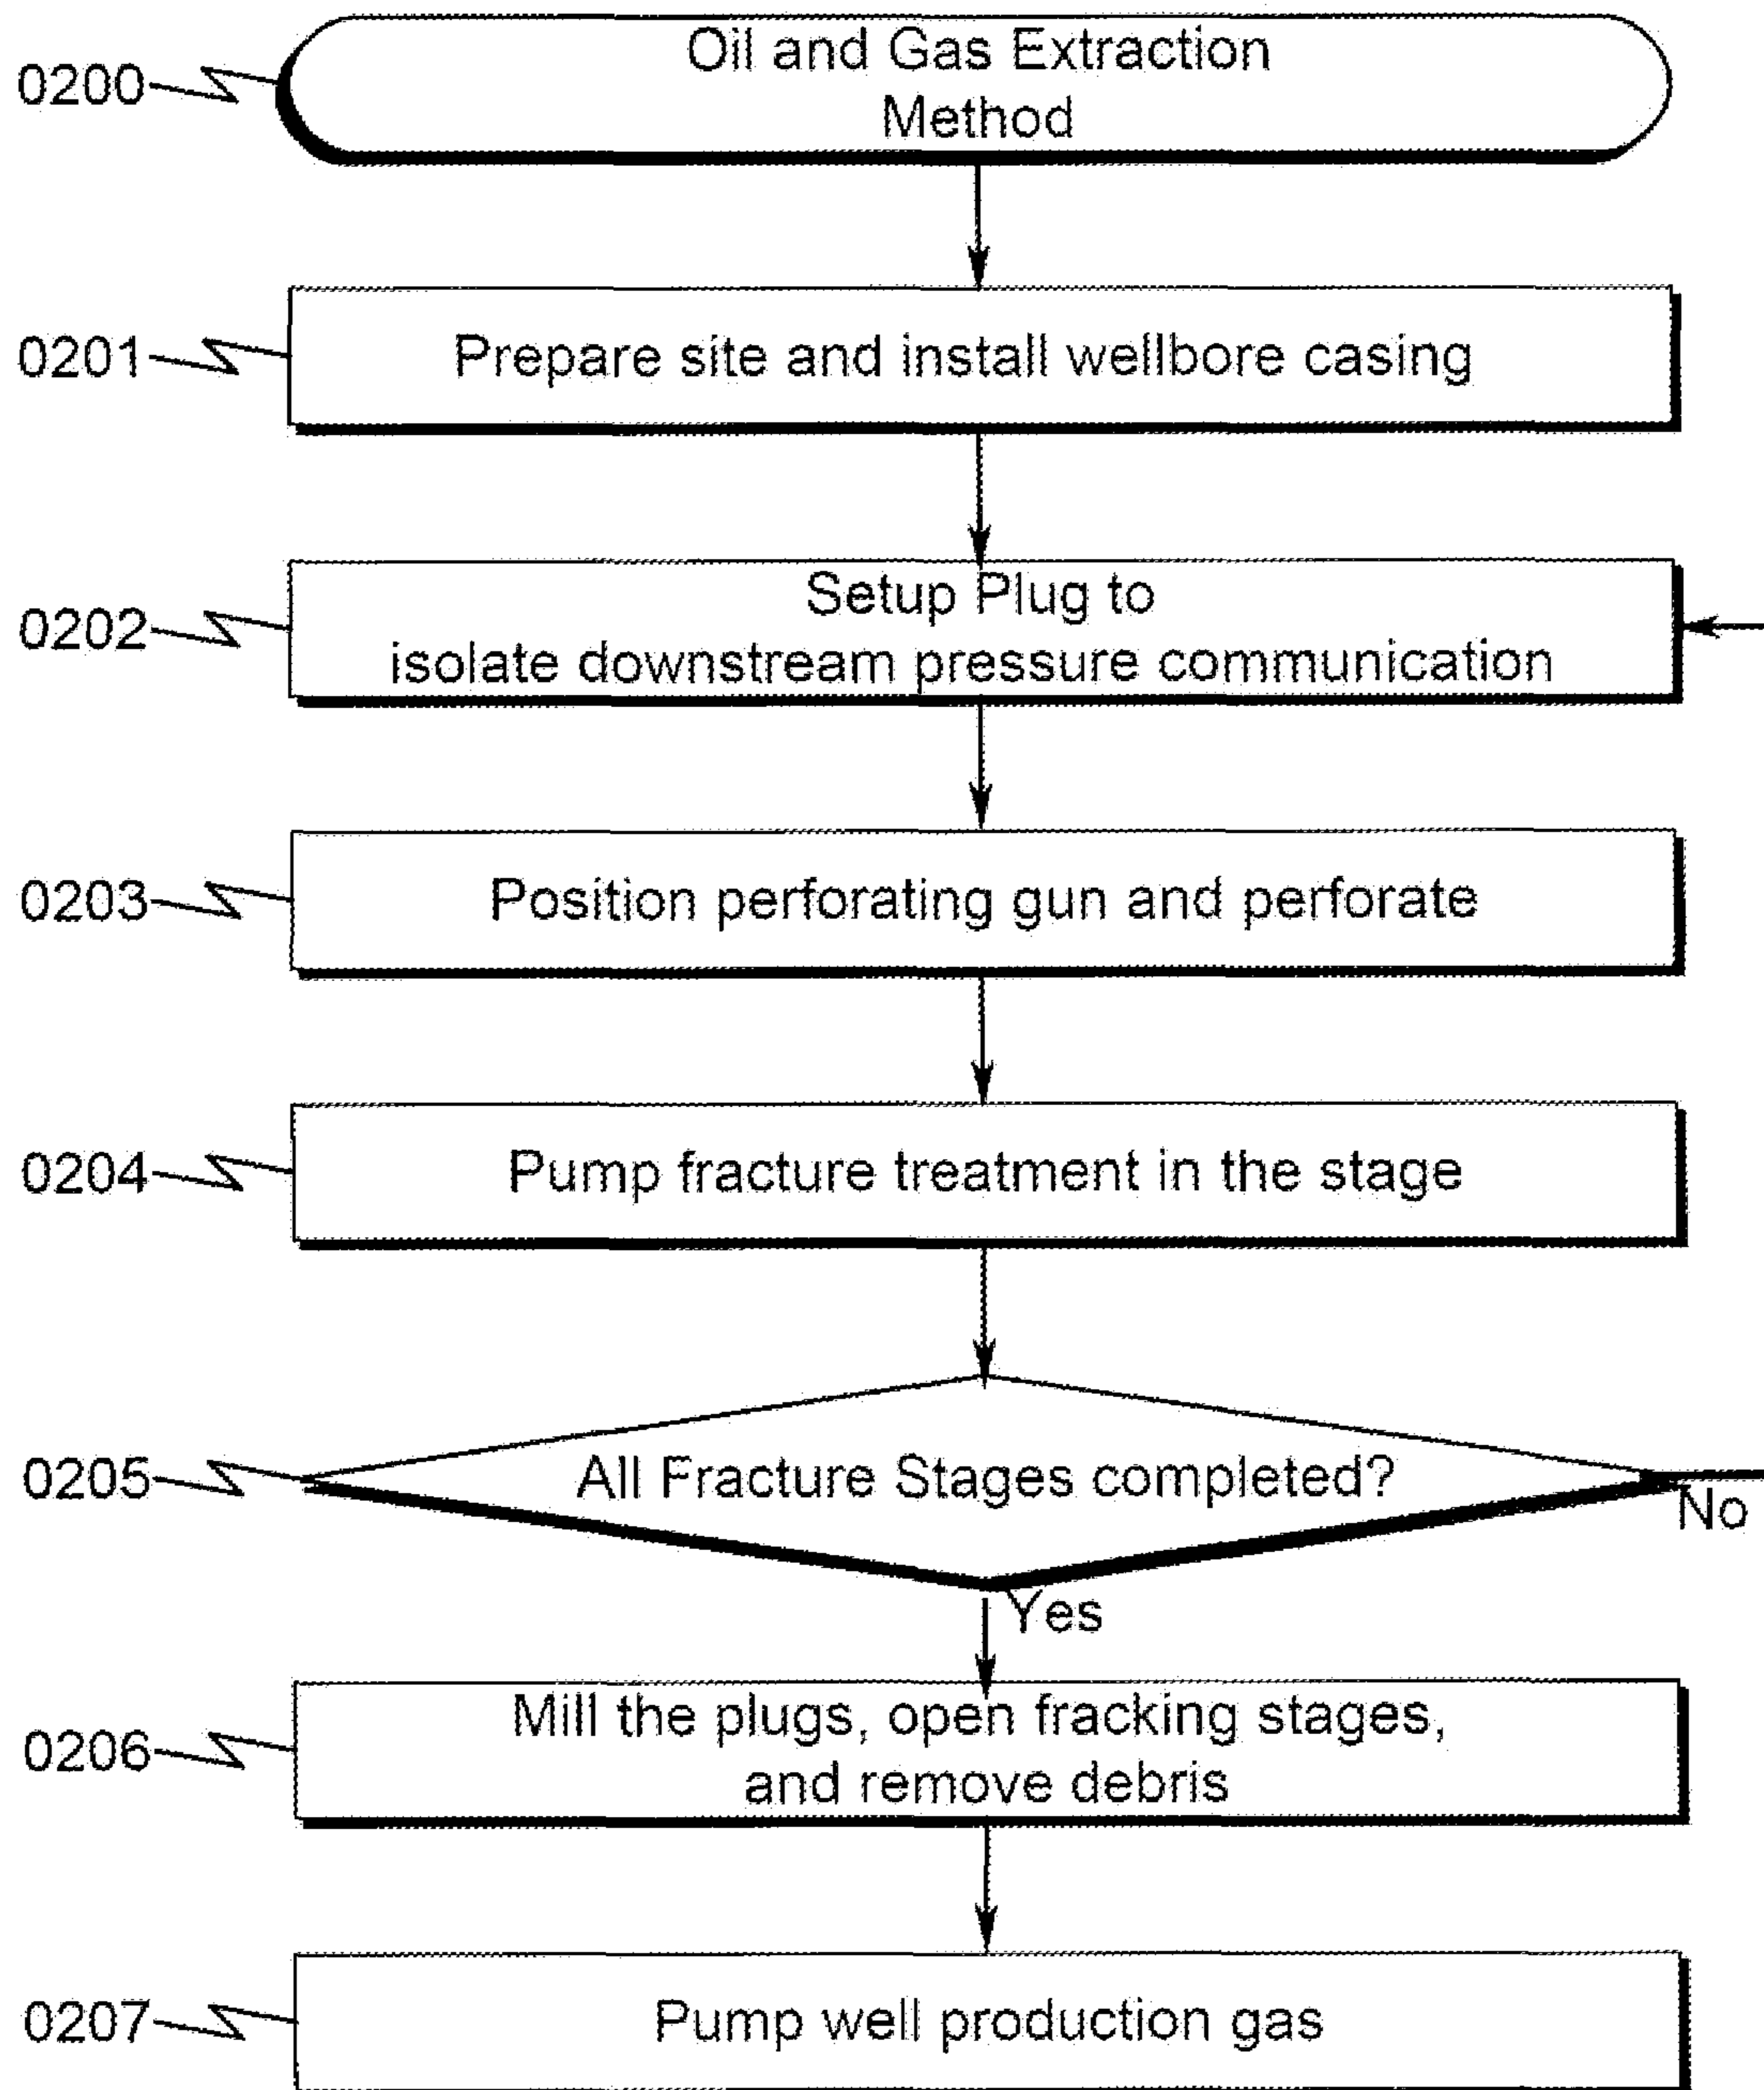 0200
Oil and Gas Extraction
Method
0201
Prepare site and install wellbore casing
0202
Setup Plug to
isolate downstream pressure communication
0203
Position perforating gun and perforate
0204
Pump fracture treatment in the stage
0205
All Fracture Stages completed?
No
Yes
0206
Mill the plugs, open fracking stages,
and remove debris
0207
Pump well production gas